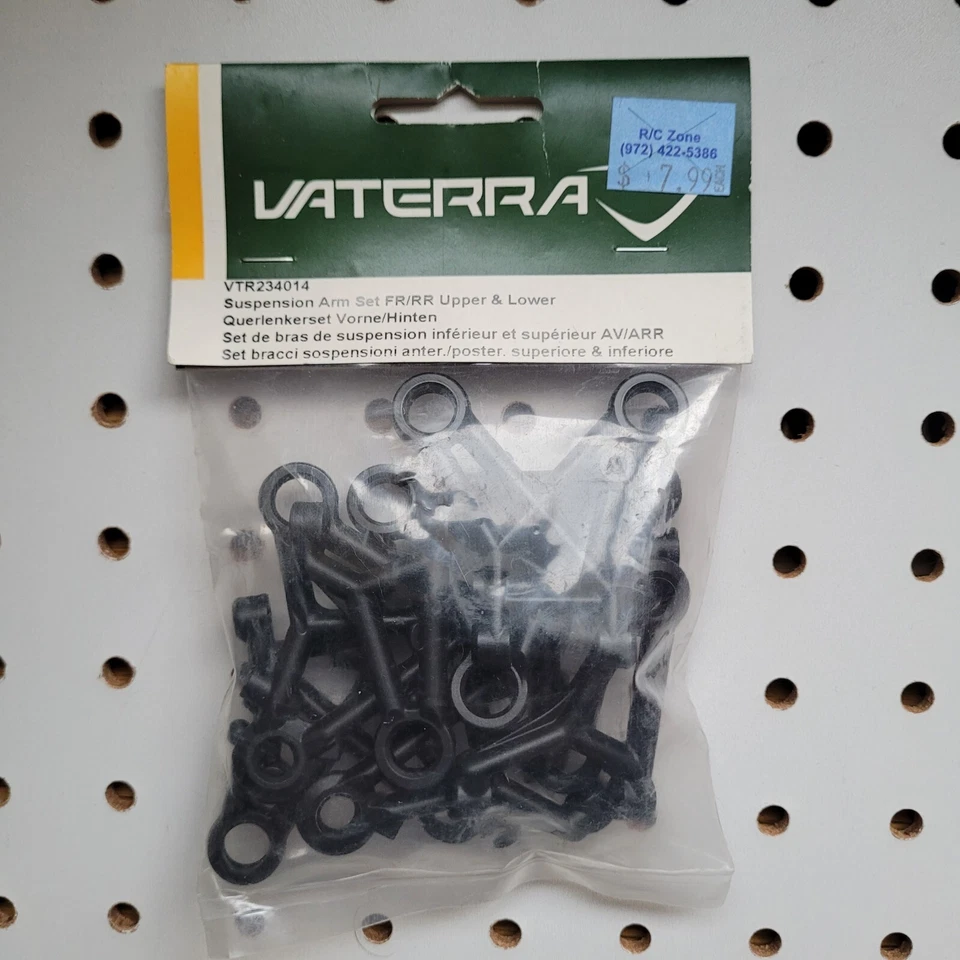 R/C Zone
(972) 422-5386
$ 7.99 EACH
VATERRA
VTR234014
Suspension Arm Set FR/RR Upper & Lower
Querlenkerset Vorne/Hinten
Set de bras de suspension inférieur et supérieur AV/ARR
Set bracci sospensioni anter./poster. superiore & inferiore